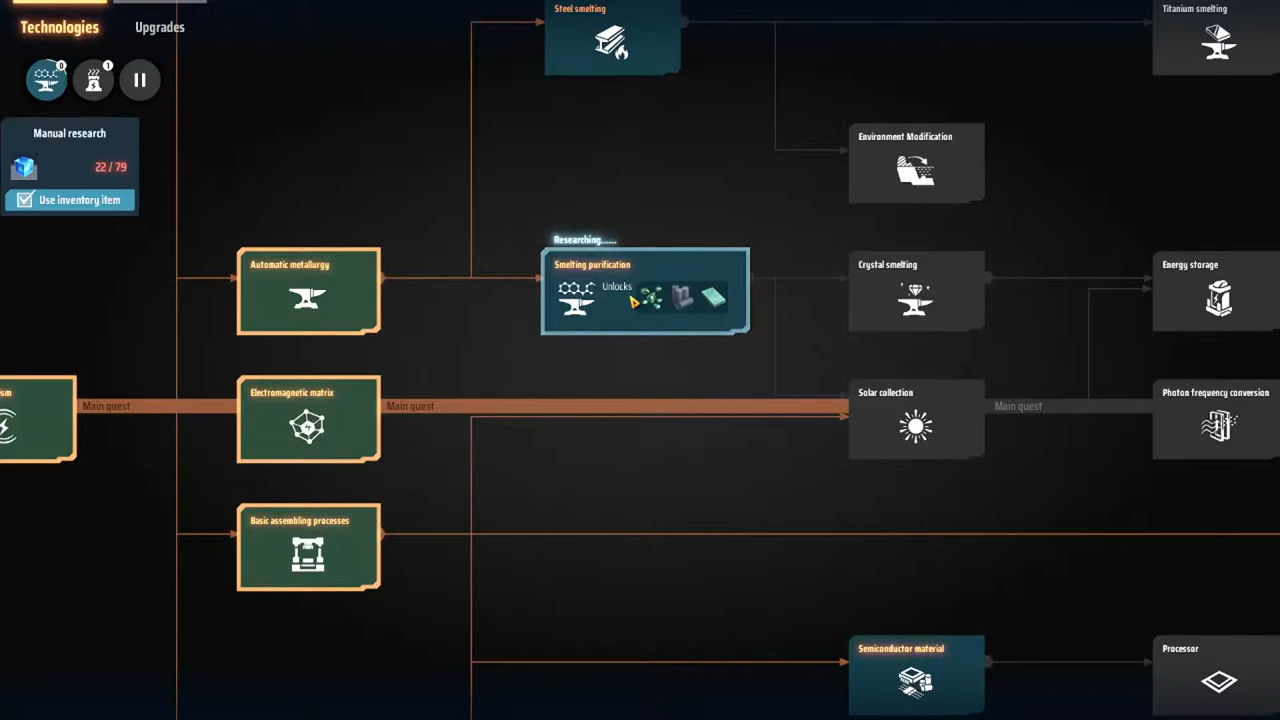 Steel smelting
Titanium smelting
Technologies
Upgrades
0
1
Manual research
22 / 79
Use inventory item
Environment Modification
Researching......
Automatic metallurgy
Smelting purification
Unlocks
Crystal smelting
Energy storage
ism
Main quest
Electromagnetic matrix
Main quest
Solar collection
Main quest
Photon frequency conversion
Basic assembling processes
Semiconductor material
Processor